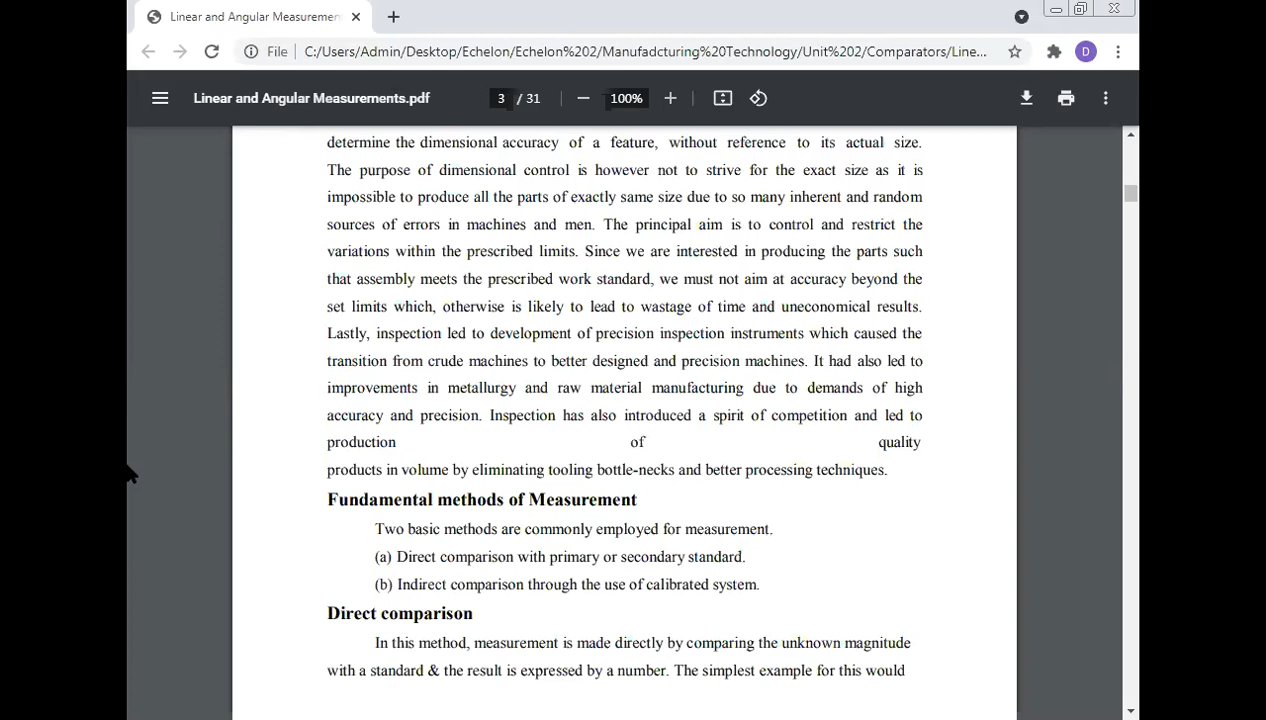 Linear and Angular Measuremen
File C:/Users/Admin/Desktop/Echelon/Echelon%202/Manufadcturing%20Technology/Unit%202/Comparators/Line...
D
Linear and Angular Measurements.pdf 3 / 31 100%
determine the dimensional accuracy of a feature, without reference to its actual size.
The purpose of dimensional control is however not to strive for the exact size as it is
impossible to produce all the parts of exactly same size due to so many inherent and random
sources of errors in machines and men. The principal aim is to control and restrict the
variations within the prescribed limits. Since we are interested in producing the parts such
that assembly meets the prescribed work standard, we must not aim at accuracy beyond the
set limits which, otherwise is likely to lead to wastage of time and uneconomical results.
Lastly, inspection led to development of precision inspection instruments which caused the
transition from crude machines to better designed and precision machines. It had also led to
improvements in metallurgy and raw material manufacturing due to demands of high
accuracy and precision. Inspection has also introduced a spirit of competition and led to
production of quality
products in volume by eliminating tooling bottle-necks and better processing techniques.
Fundamental methods of Measurement
Two basic methods are commonly employed for measurement.
(a) Direct comparison with primary or secondary standard.
(b) Indirect comparison through the use of calibrated system.
Direct comparison
In this method, measurement is made directly by comparing the unknown magnitude
with a standard & the result is expressed by a number. The simplest example for this would